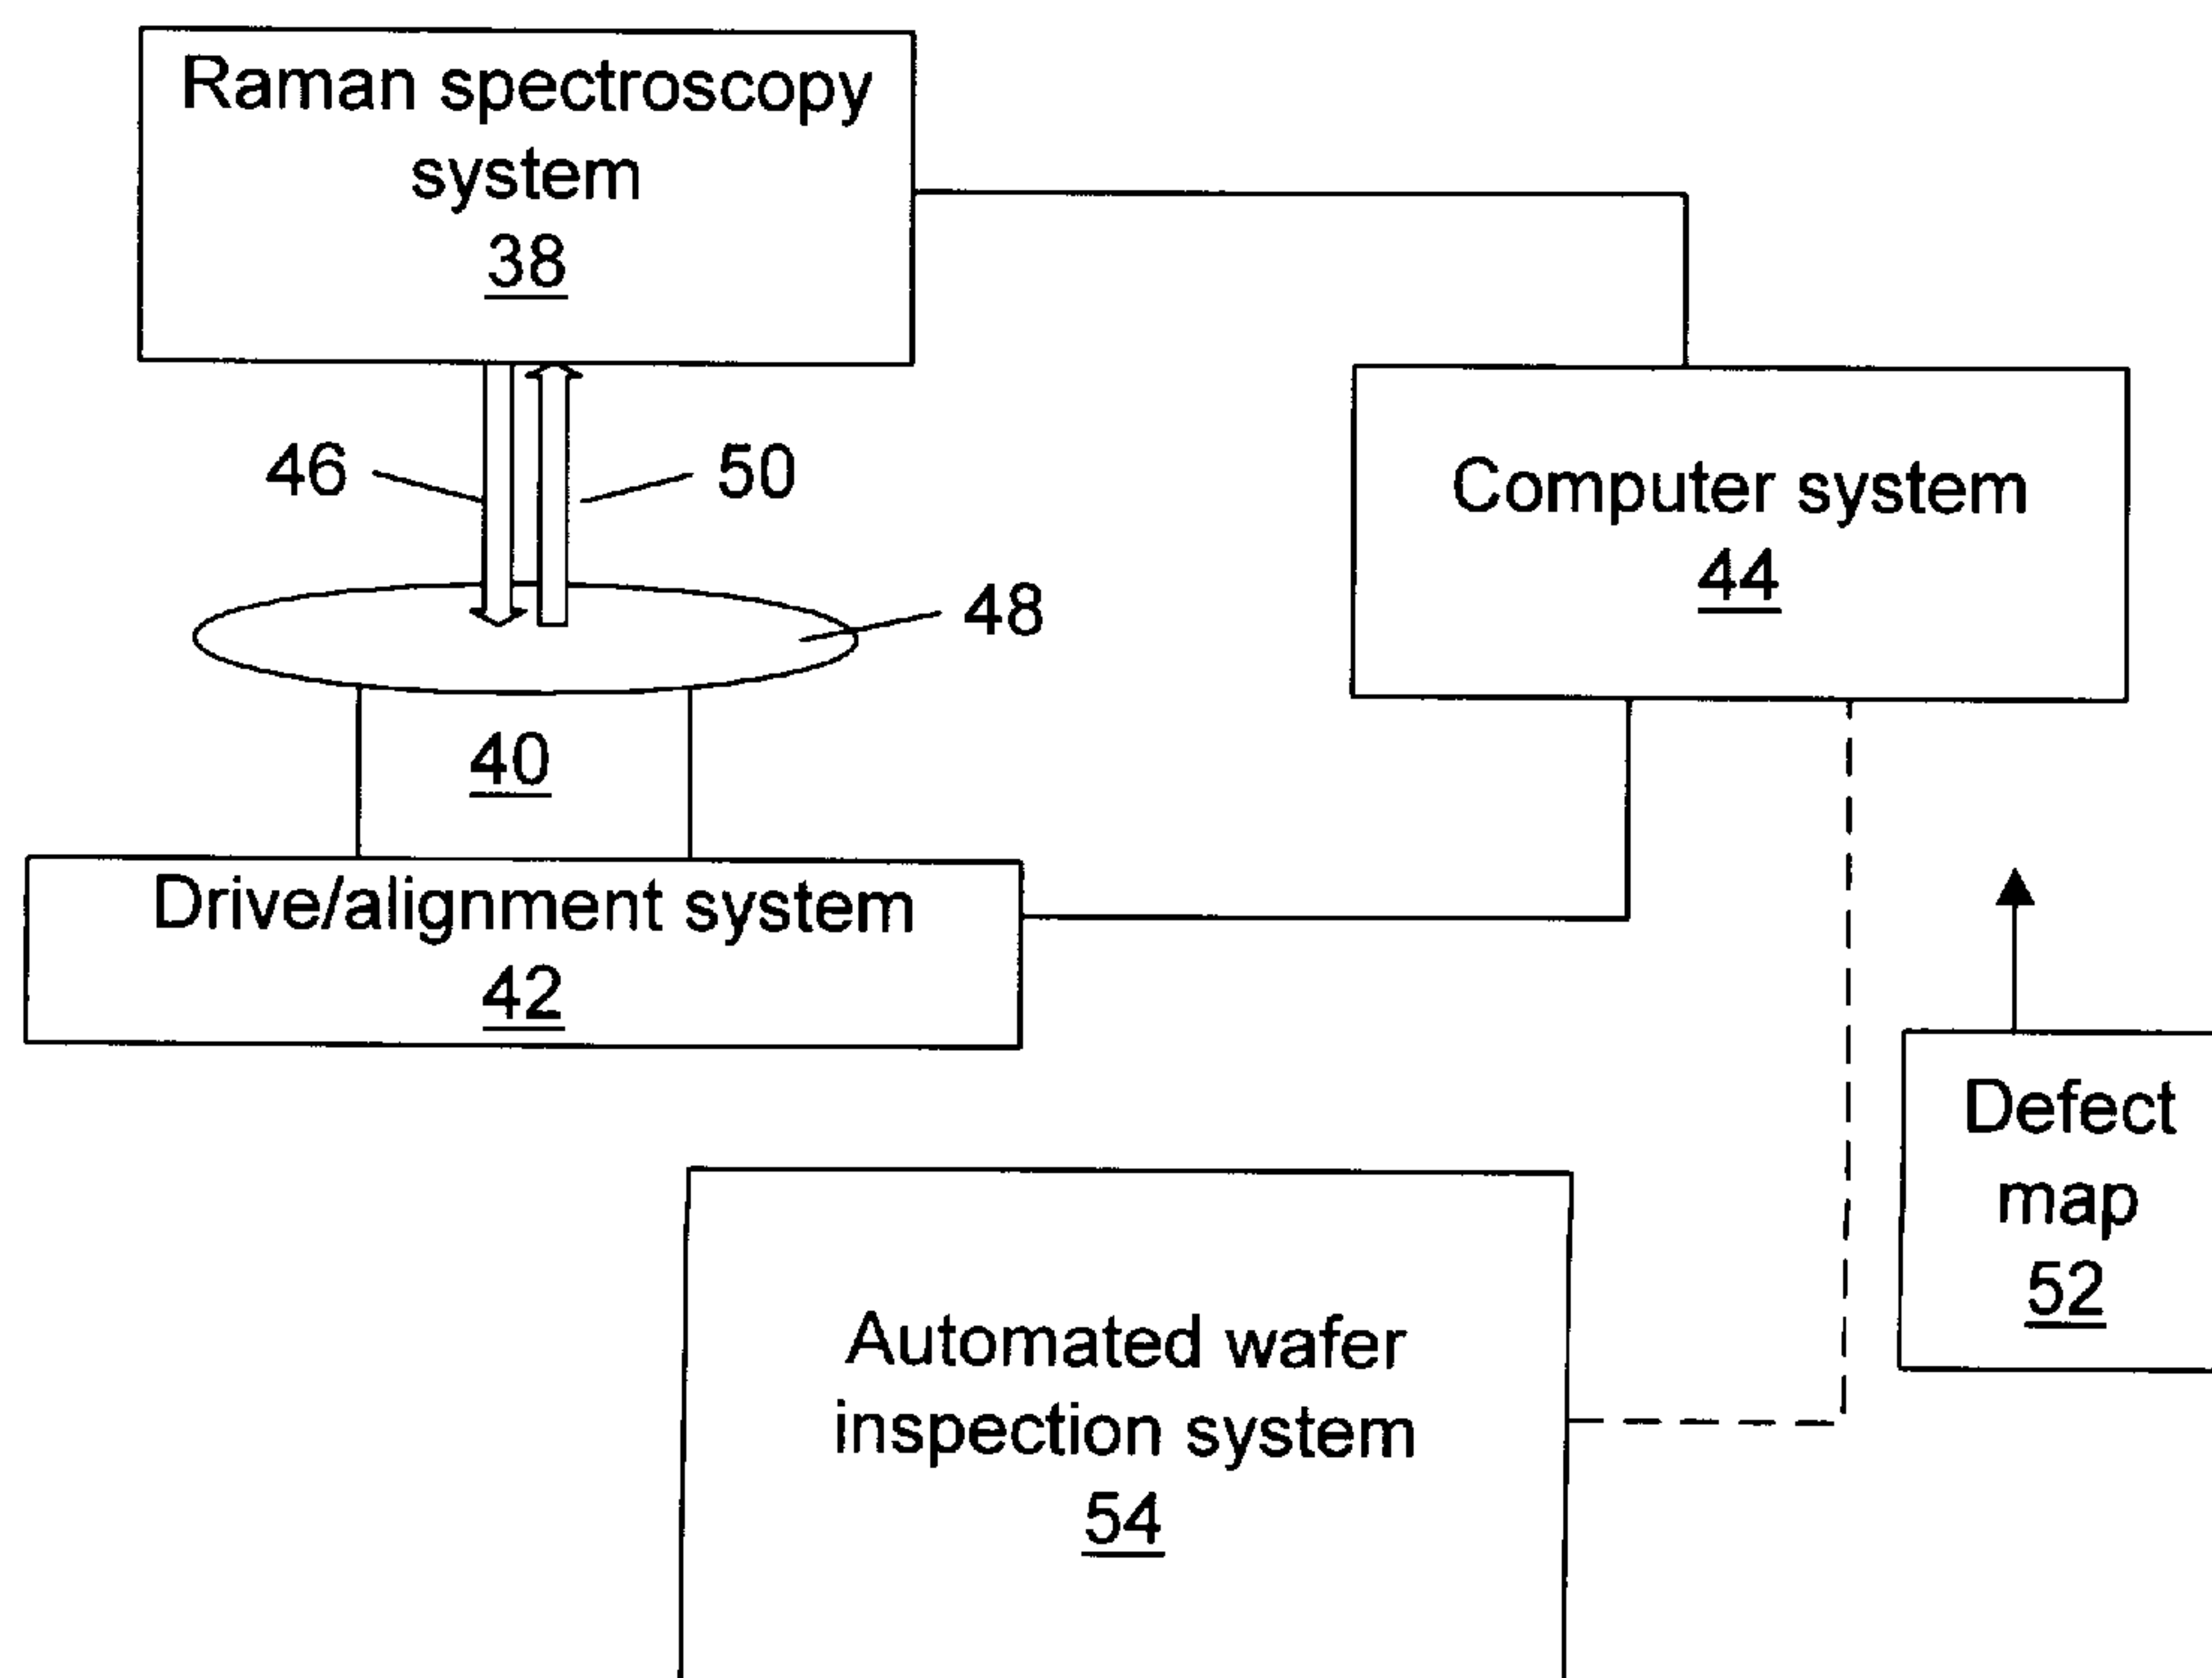 Raman spectroscopy
system
38
46
50
48
Computer system
44
40
Drive/alignment system
42
Defect
map
52
Automated wafer
inspection system
54